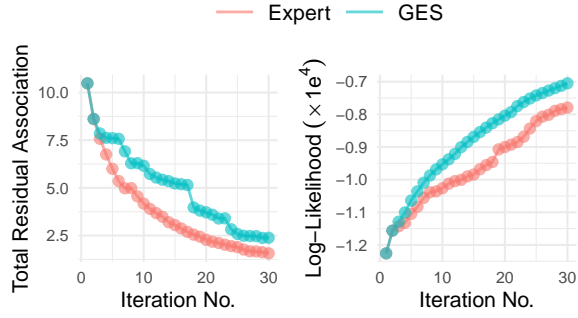 Expert GES
Total Residual Association
10.0
7.5
5.0
2.5
0 10 20 30
Iteration No.
Log−Likelihood (×1e⁴)
−0.7
−0.8
−0.9
−1.0
−1.1
−1.2
0 10 20 30
Iteration No.